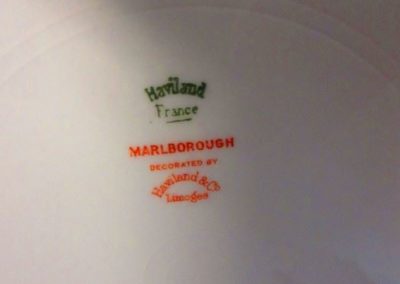 Haviland
France
MARLBOROUGH
DECORATED BY
Haviland & Co
Limoges